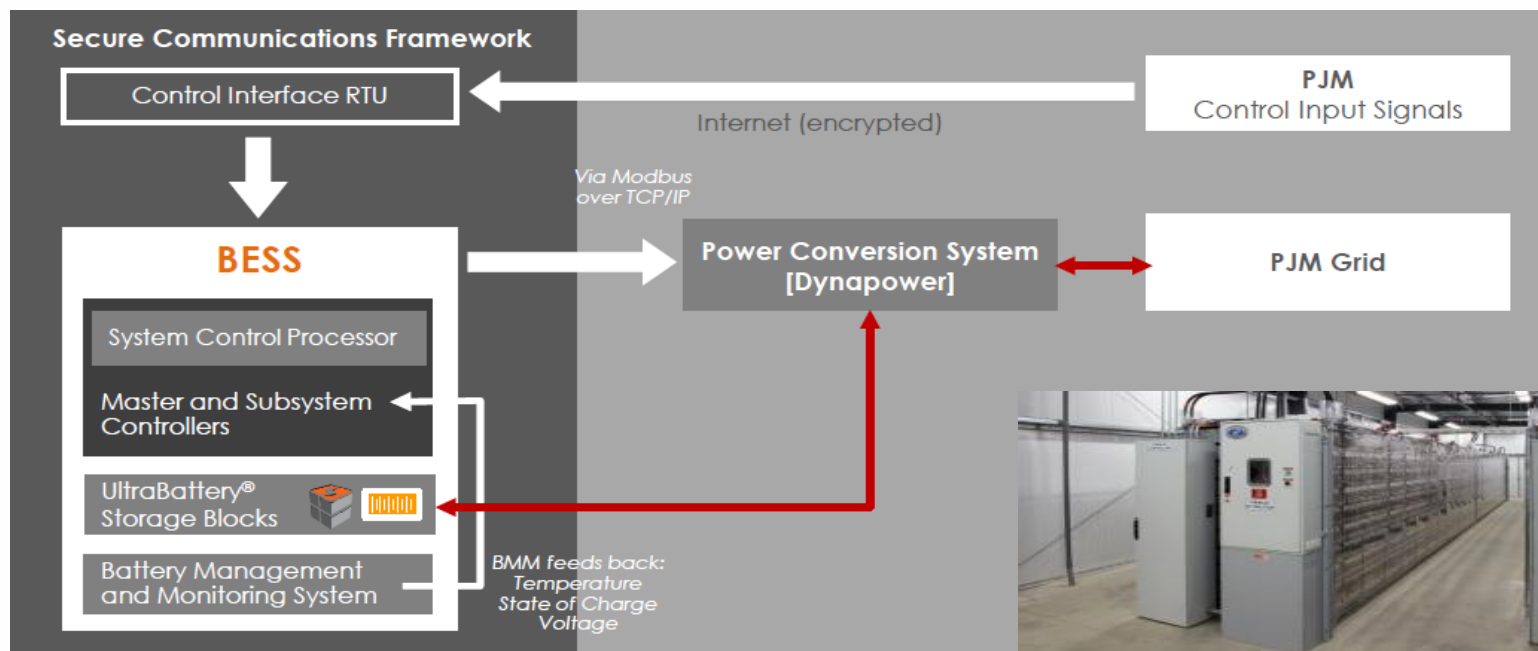 Secure Communications Framework
Control Interface RTU
PJM
Control Input Signals
Internet (encrypted)
Via Modbus
over TCP/IP
BESS
Power Conversion System
[Dynapower]
PJM Grid
System Control Processor
Master and Subsystem
Controllers
UltraBattery®
Storage Blocks
BMM feeds back:
Temperature
State of Charge
Voltage
Battery Management
and Monitoring System